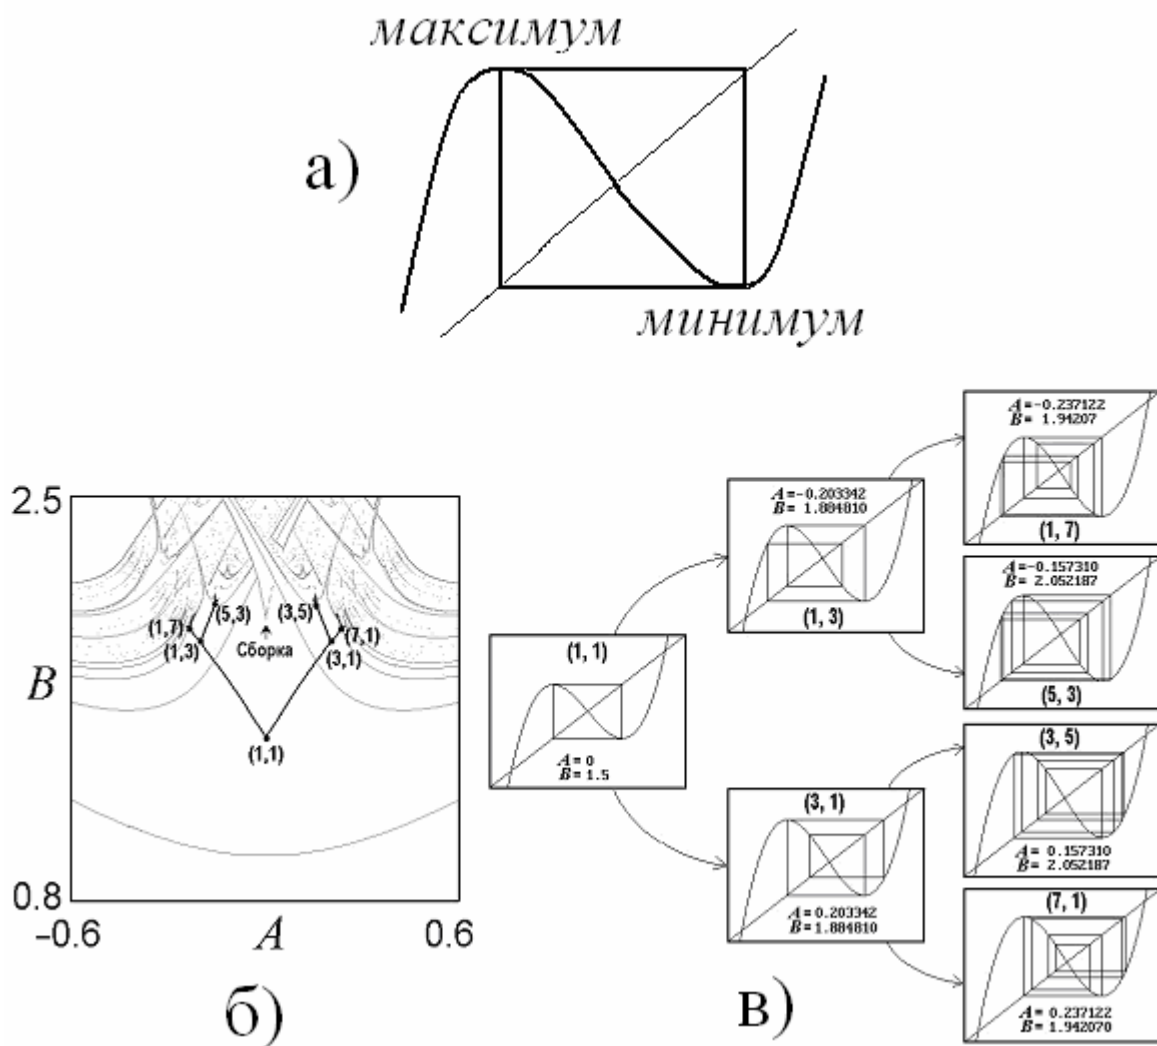 максимум
а)
минимум
2.5
B
0.8
−0.6
A
0.6
(1,7)
(1,3)
(5,3)
(3,5)
(7,1)
(3,1)
Сборка
(1,1)
б)
(1, 1)
A=0
B=1.5
A=-0.203342
B= 1.884810
(1, 3)
(3, 1)
A=0.203342
B=1.884810
A=-0.237122
B= 1.94207
(1, 7)
A=-0.157310
B= 2.052187
(5, 3)
(3, 5)
A= 0.157310
B= 2.052187
(7, 1)
A= 0.237122
B= 1.942070
в)